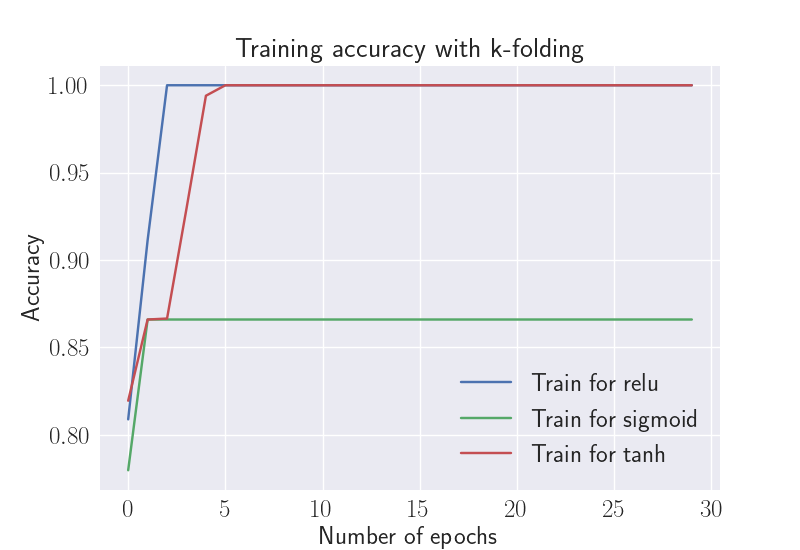 Training accuracy with k-folding
1.00
0.95
0.90
0.85
0.80
Accuracy
Train for relu
Train for sigmoid
Train for tanh
0 5 10 15 20 25 30
Number of epochs